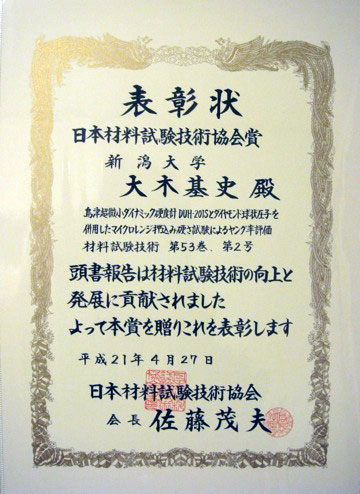 表彰状
日本材料試験技術協会賞
新潟大学
大木基史 殿
島津超微小ダイナミック硬度計DUH-201Sとダイヤモンド球状圧子を
併用したマイクロレンジ押込み硬さ試験によるヤング率評価
材料試験技術 第53巻、第2号
頭書報告は材料試験技術の向上と
発展に貢献されました
よって本賞を贈りこれを表彰します
平成21年4月27日
日本材料試験技術協会
会長 佐藤茂夫